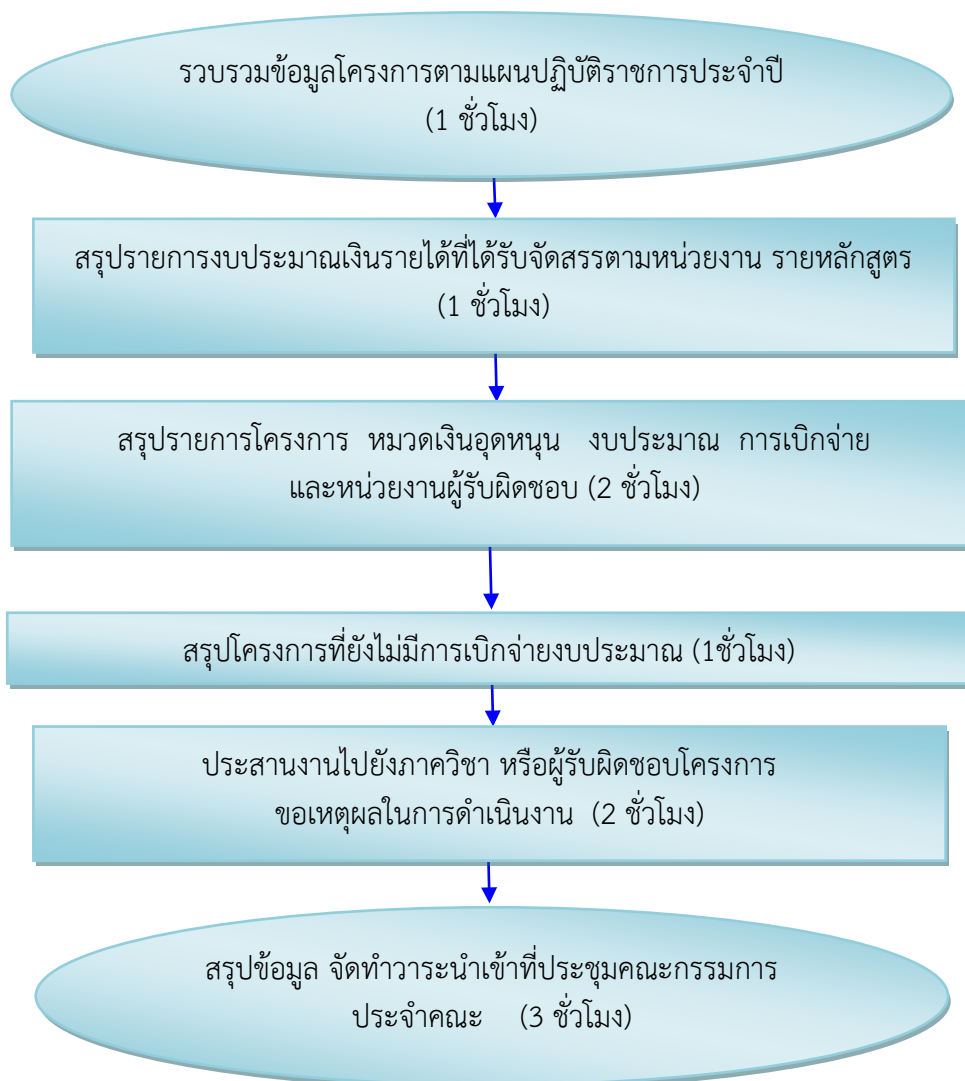 รวบรวมข้อมูลโครงการตามแผนปฏิบัติราชการประจำปี
(1 ชั่วโมง)
สรุปรายการงบประมาณเงินรายได้ที่ได้รับจัดสรรตามหน่วยงาน รายหลักสูตร
(1 ชั่วโมง)
สรุปรายการโครงการ หมวดเงินอุดหนุน งบประมาณ การเบิกจ่าย
และหน่วยงานผู้รับผิดชอบ (2 ชั่วโมง)
สรุปโครงการที่ยังไม่มีการเบิกจ่ายงบประมาณ (1ชั่วโมง)
ประสานงานไปยังภาควิชา หรือผู้รับผิดชอบโครงการ
ขอเหตุผลในการดำเนินงาน (2 ชั่วโมง)
สรุปข้อมูล จัดทำวาระนำเข้าที่ประชุมคณะกรรมการ
ประจำคณะ (3 ชั่วโมง)